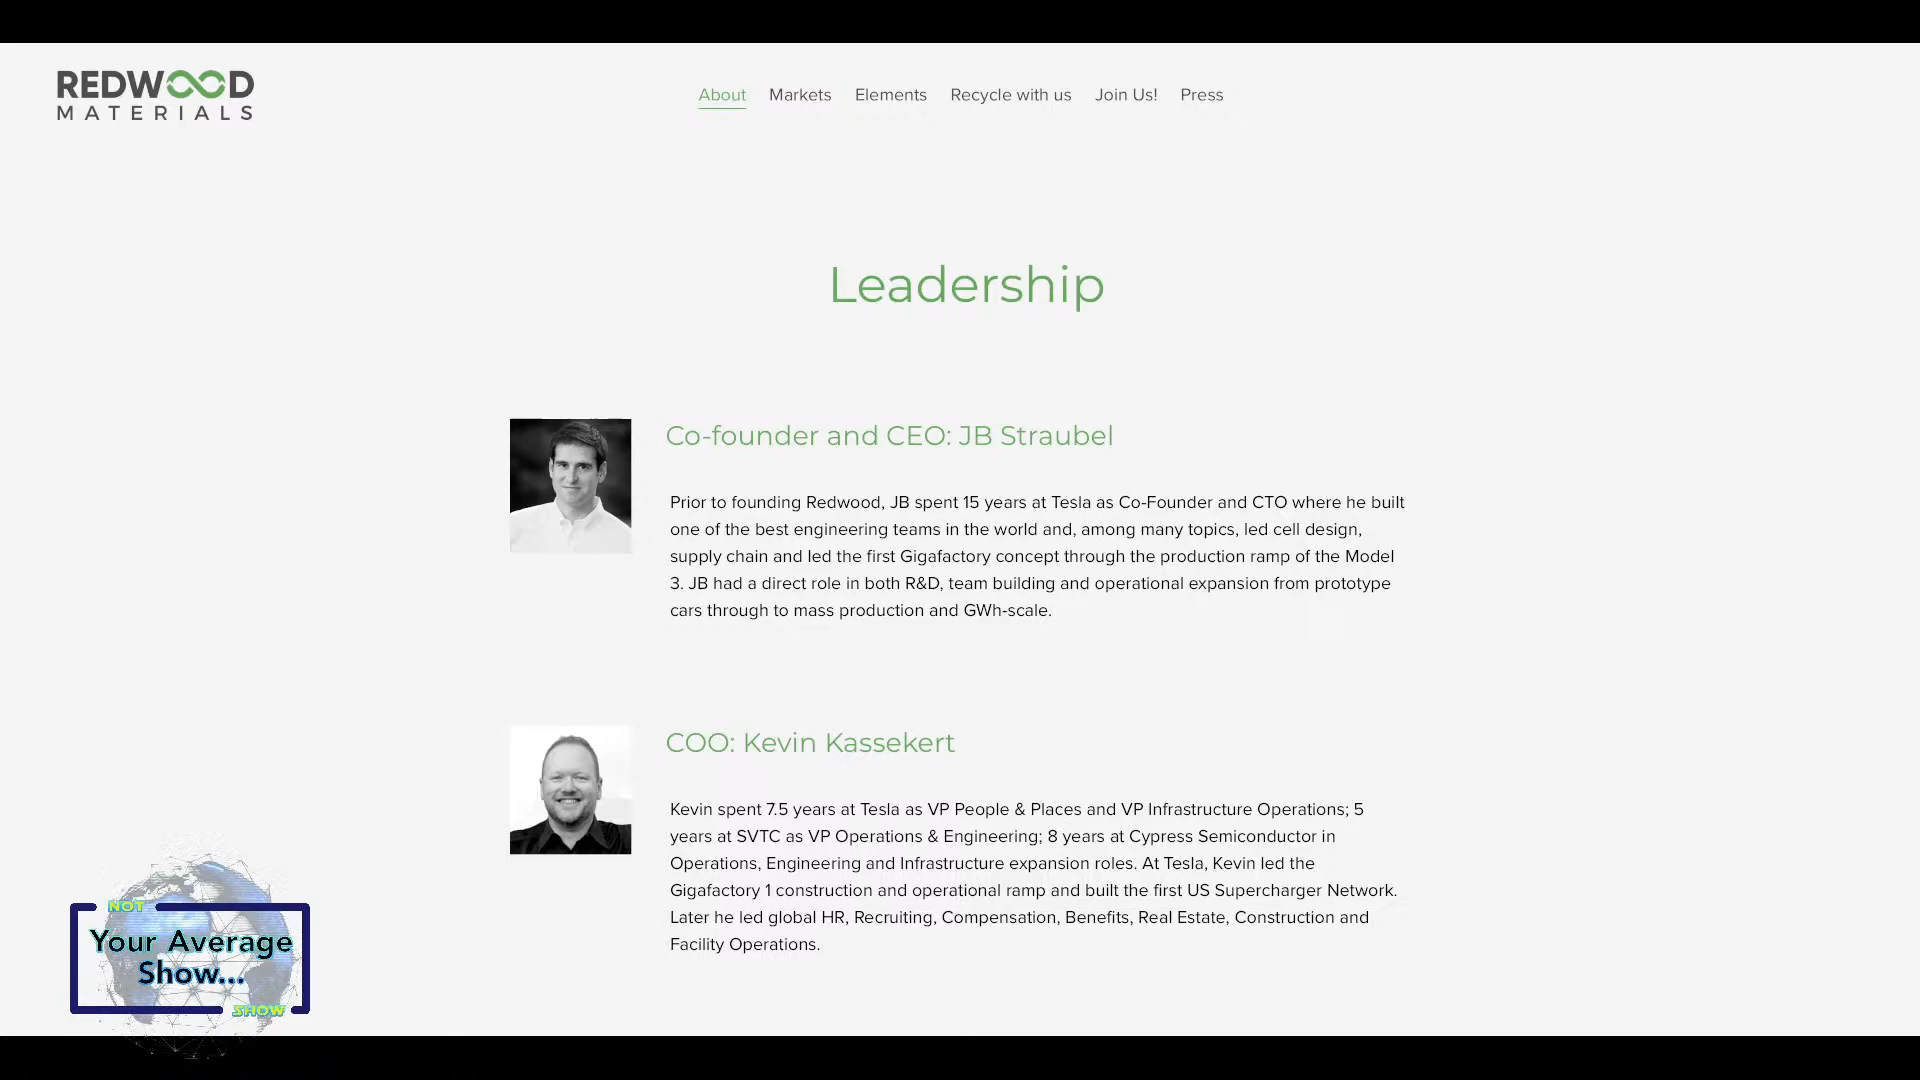 REDWOOD
MATERIALS
About Markets Elements Recycle with us Join Us! Press
Leadership
Co-founder and CEO: JB Straubel
Prior to founding Redwood, JB spent 15 years at Tesla as Co-Founder and CTO where he built
one of the best engineering teams in the world and, among many topics, led cell design,
supply chain and led the first Gigafactory concept through the production ramp of the Model
3. JB had a direct role in both R&D, team building and operational expansion from prototype
cars through to mass production and GWh-scale.
COO: Kevin Kassekert
Kevin spent 7.5 years at Tesla as VP People & Places and VP Infrastructure Operations; 5
years at SVTC as VP Operations & Engineering; 8 years at Cypress Semiconductor in
Operations, Engineering and Infrastructure expansion roles. At Tesla, Kevin led the
Gigafactory 1 construction and operational ramp and built the first US Supercharger Network.
Later he led global HR, Recruiting, Compensation, Benefits, Real Estate, Construction and
Facility Operations.
NOT
Your Average
Show...
SHOW